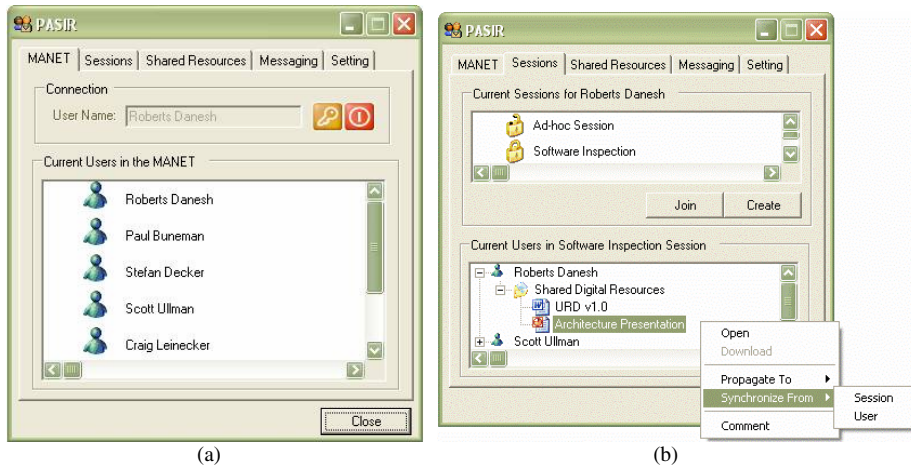 PASIR
MANET Sessions Shared Resources Messaging Setting
Connection
User Name: Roberts Danesh
Current Users in the MANET
Roberts Danesh
Paul Buneman
Stefan Decker
Scott Ullman
Craig Leinecker
Close
(a)
PASIR
MANET Sessions Shared Resources Messaging Setting
Current Sessions for Roberts Danesh
Ad-hoc Session
Software Inspection
Join Create
Current Users in Software Inspection Session
Roberts Danesh
Shared Digital Resources
URD v1.0
Architecture Presentation
Scott Ullman
Open
Download
Propagate To
Synchronize From
Comment
Session
User
(b)